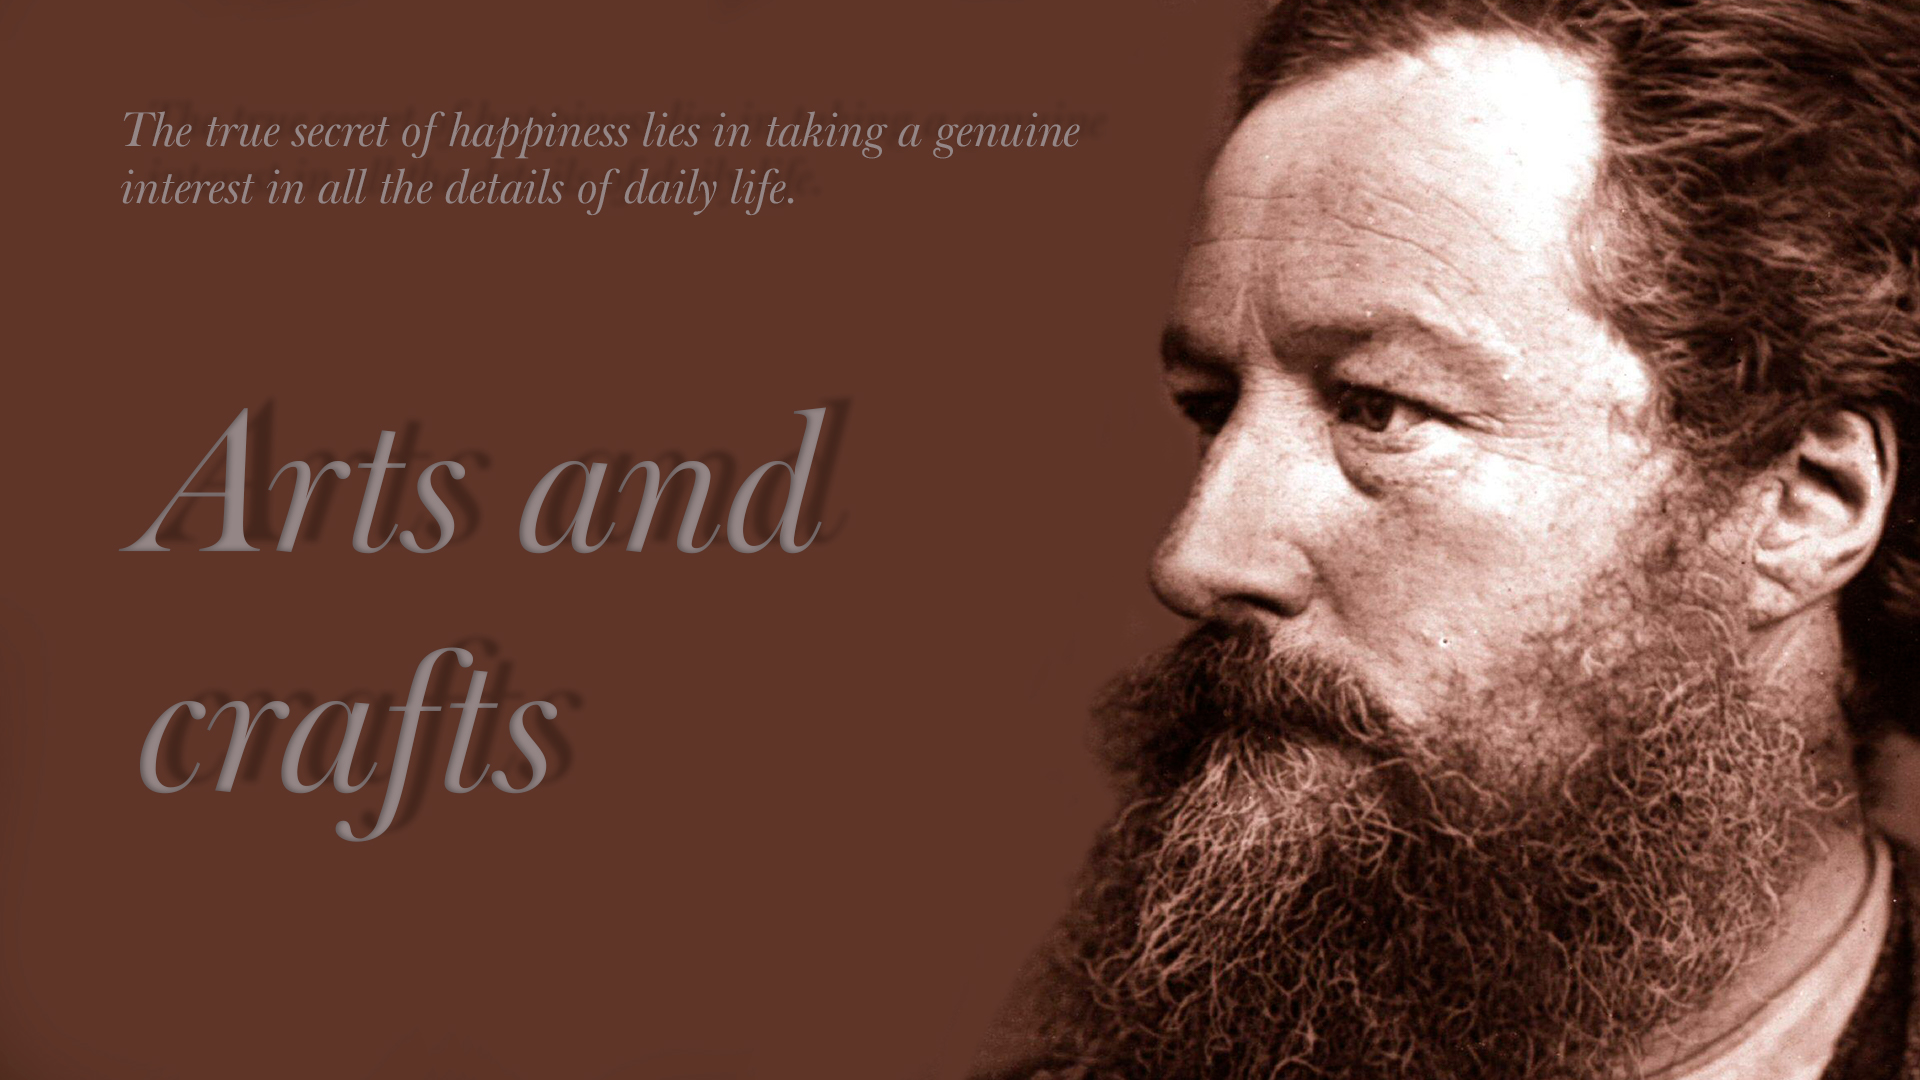 The true secret of happiness lies in taking a genuine
interest in all the details of daily life.
Arts and
crafts